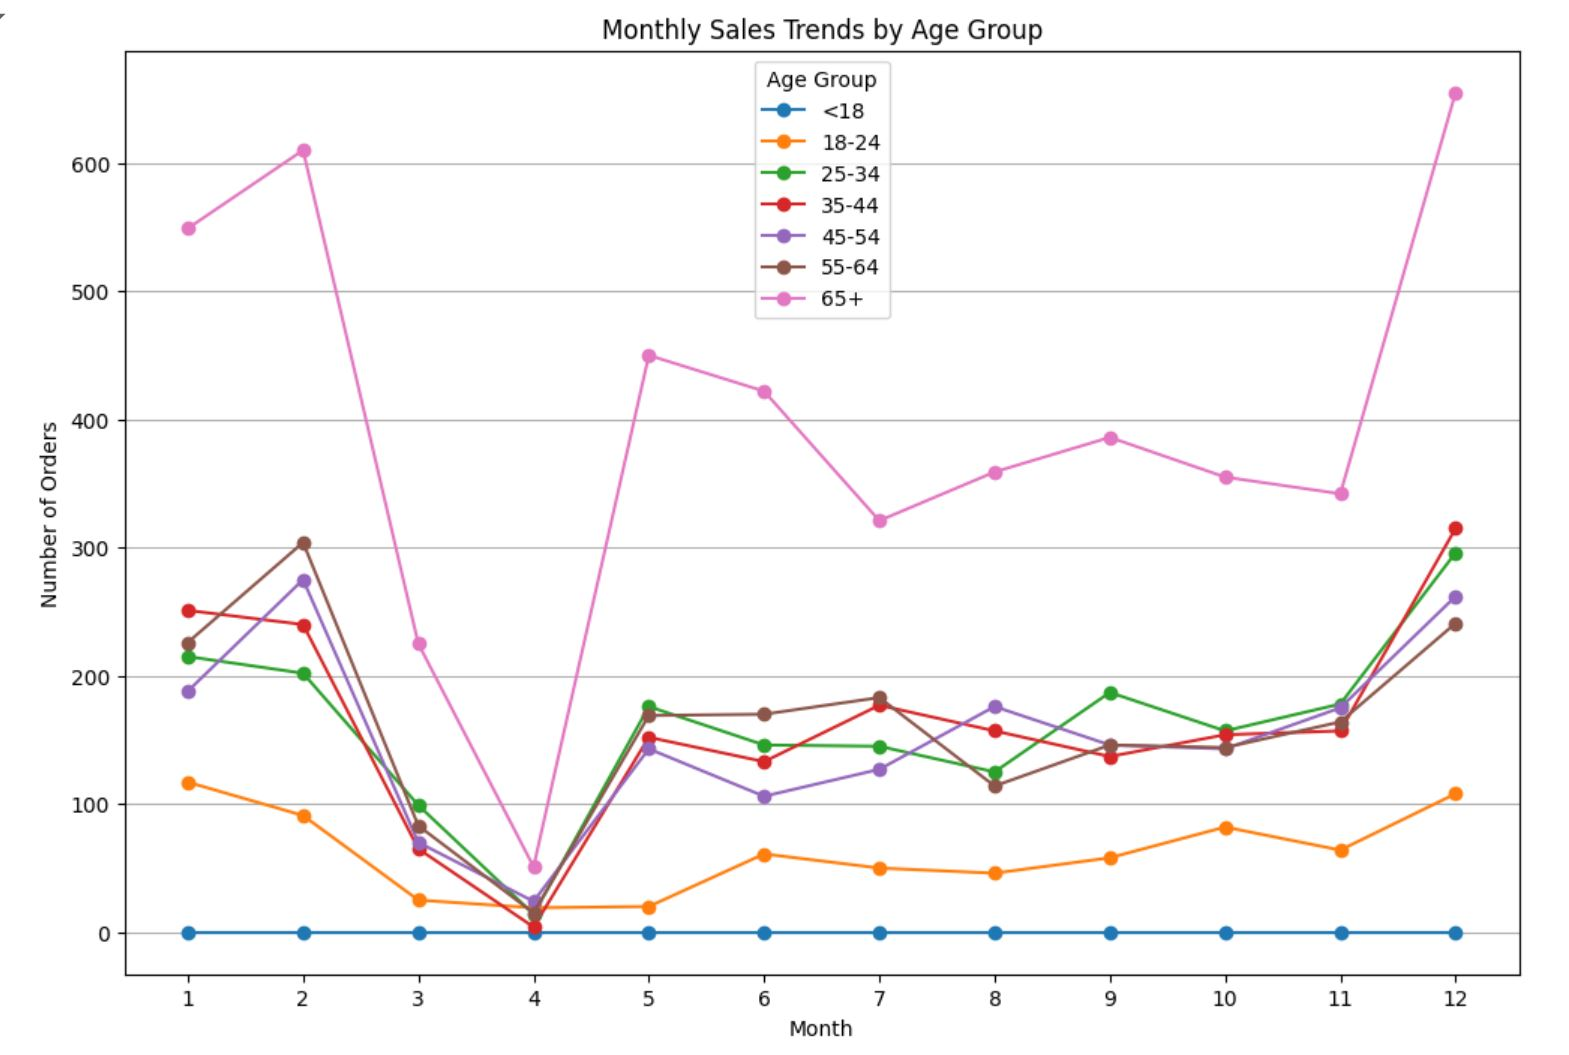 Monthly Sales Trends by Age Group
Age Group
<18
18-24
25-34
35-44
45-54
55-64
65+
Number of Orders
600
500
400
300
200
100
0
1 2 3 4 5 6 7 8 9 10 11 12
Month